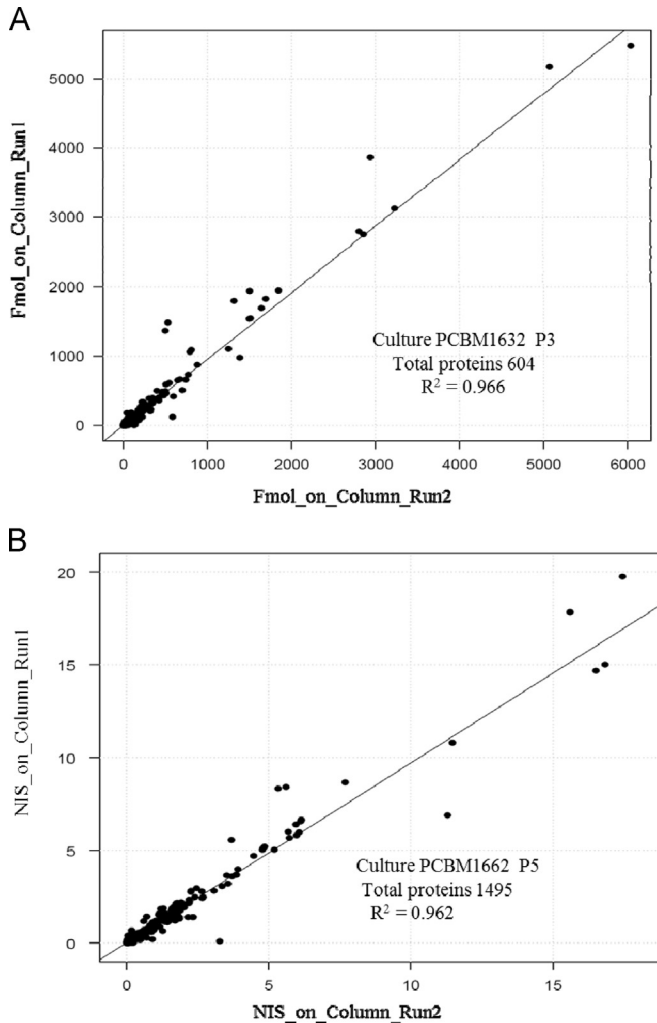 A
5000
4000
3000
2000
1000
0
Fmol_on_Column_Run1
Culture PCBM1632 P3
Total proteins 604
R² = 0.966
0 1000 2000 3000 4000 5000 6000
Fmol_on_Column_Run2
B
20
15
10
5
0
NIS_on_Column_Run1
Culture PCBM1662 P5
Total proteins 1495
R² = 0.962
0 5 10 15
NIS_on_Column_Run2